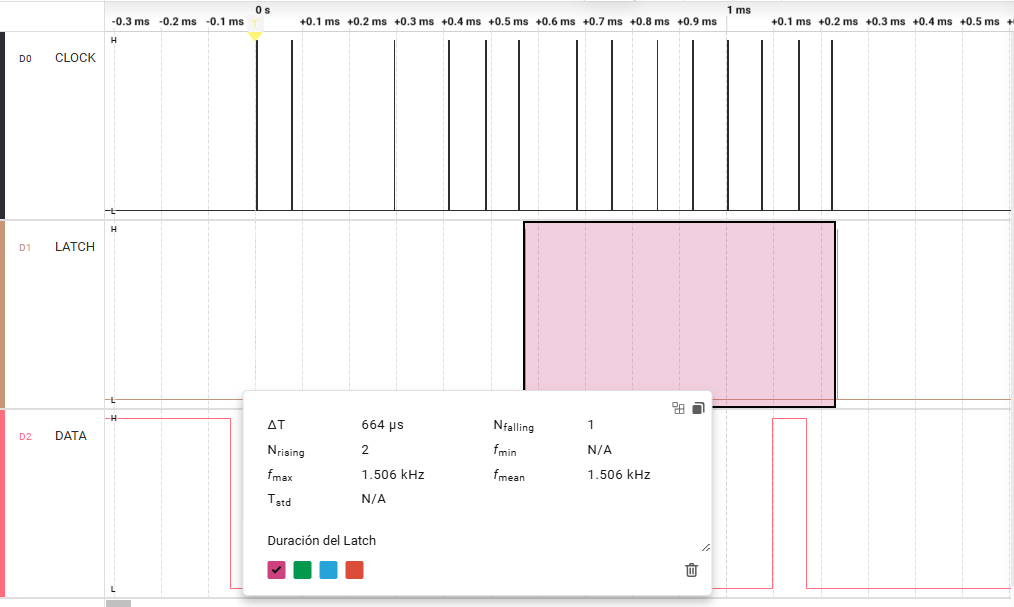 0 s 1 ms
-0.3 ms -0.2 ms -0.1 ms T +0.1 ms +0.2 ms +0.3 ms +0.4 ms +0.5 ms +0.6 ms +0.7 ms +0.8 ms +0.9 ms +0.1 ms +0.2 ms +0.3 ms +0.4 ms +0.5 ms
H
D0 CLOCK
L
H
D1 LATCH
L
H
D2 DATA
L
ΔT 664 µs Nfalling 1
Nrising 2 fmin N/A
fmax 1.506 kHz fmean 1.506 kHz
Tstd N/A
Duración del Latch